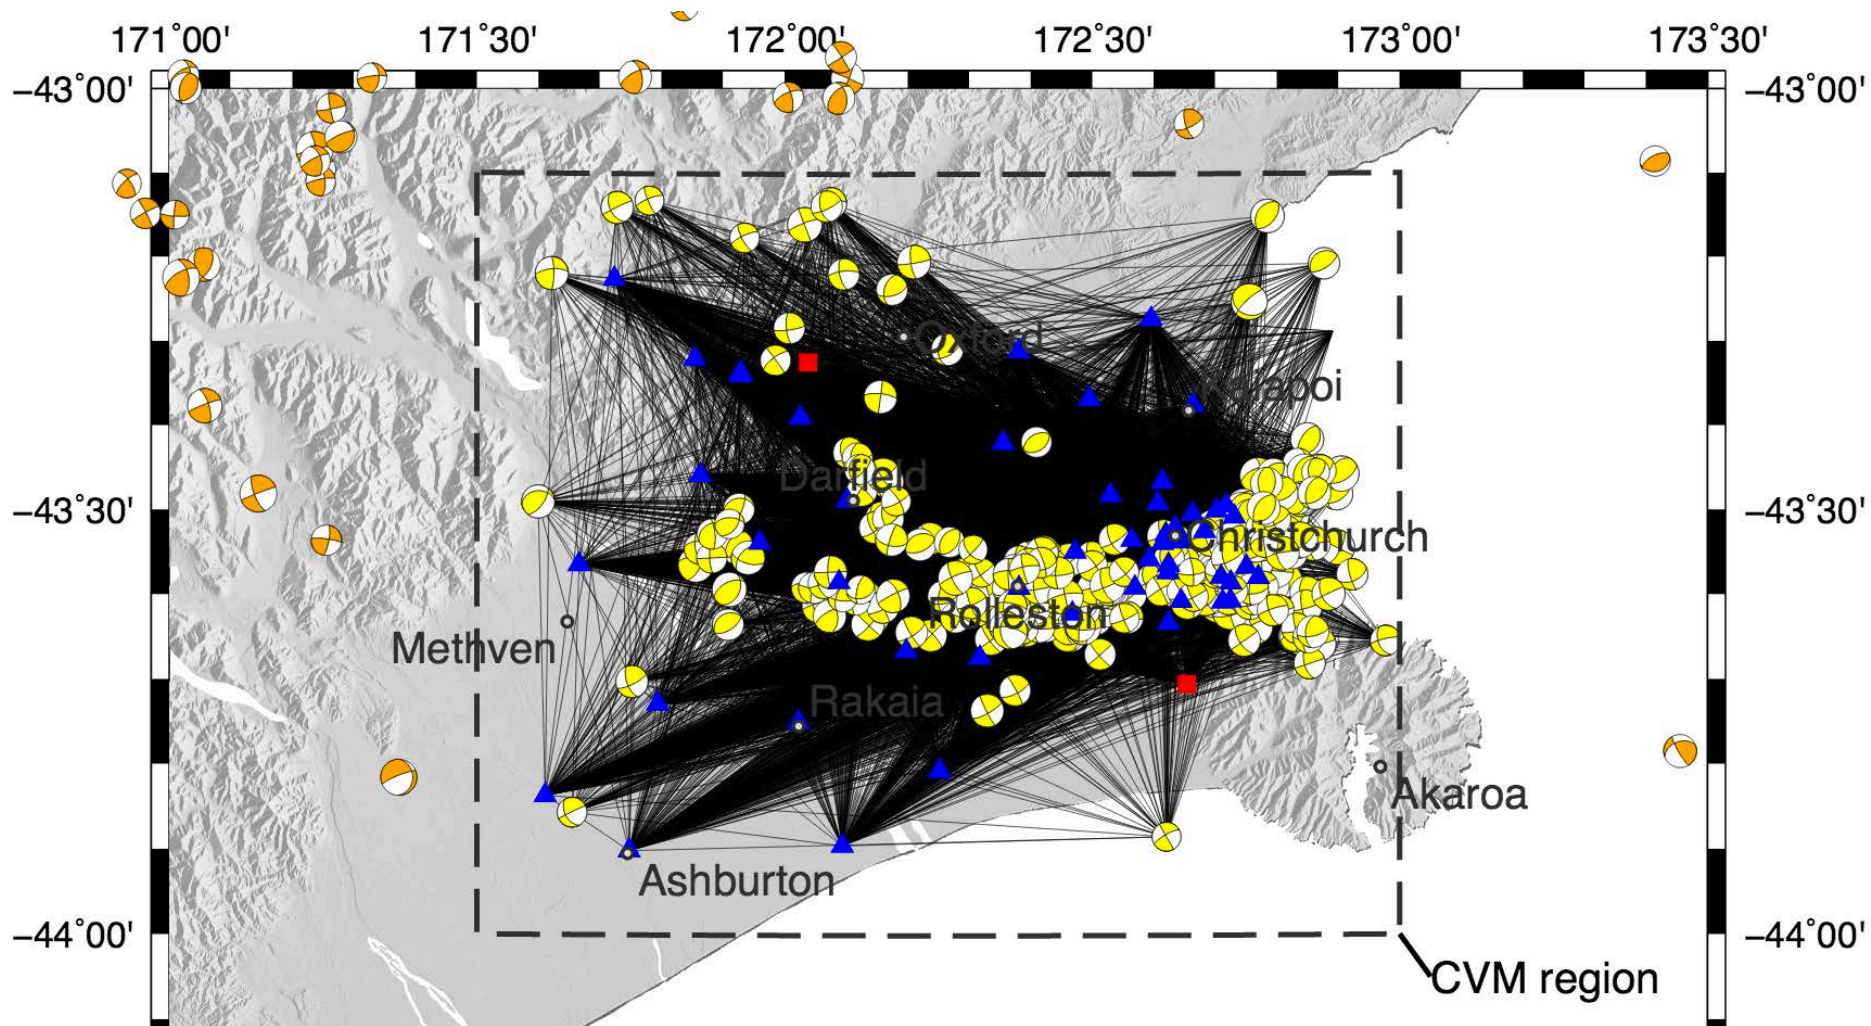 171˚00' 171˚30' 172˚00' 172˚30' 173˚00' 173˚30'
−43˚00' −43˚00'
Oxford
Kaiapoi
Darfield
−43˚30' −43˚30'
Christchurch
Rolleston
Methven
Rakaia
Akaroa
Ashburton
−44˚00' −44˚00'
CVM region